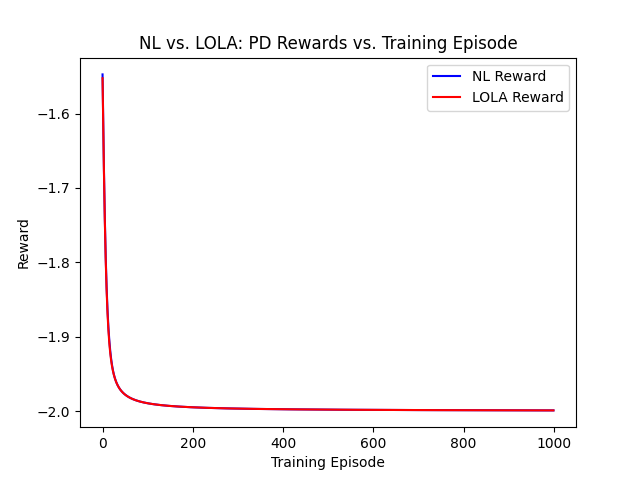 NL vs. LOLA: PD Rewards vs. Training Episode
NL Reward
LOLA Reward
Reward
−1.6
−1.7
−1.8
−1.9
−2.0
0
200
400
600
800
1000
Training Episode